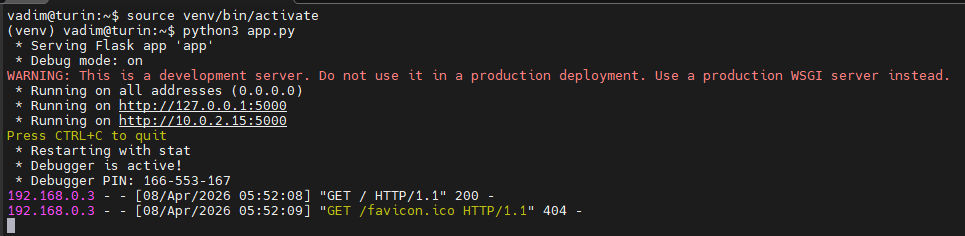 vadim@turin:~$ source venv/bin/activate
(venv) vadim@turin:~$ python3 app.py
 * Serving Flask app 'app'
 * Debug mode: on
WARNING: This is a development server. Do not use it in a production deployment. Use a production WSGI server instead.
 * Running on all addresses (0.0.0.0)
 * Running on http://127.0.0.1:5000
 * Running on http://10.0.2.15:5000
Press CTRL+C to quit
 * Restarting with stat
 * Debugger is active!
 * Debugger PIN: 166-553-167
192.168.0.3 - - [08/Apr/2026 05:52:08] "GET / HTTP/1.1" 200 -
192.168.0.3 - - [08/Apr/2026 05:52:09] "GET /favicon.ico HTTP/1.1" 404 -